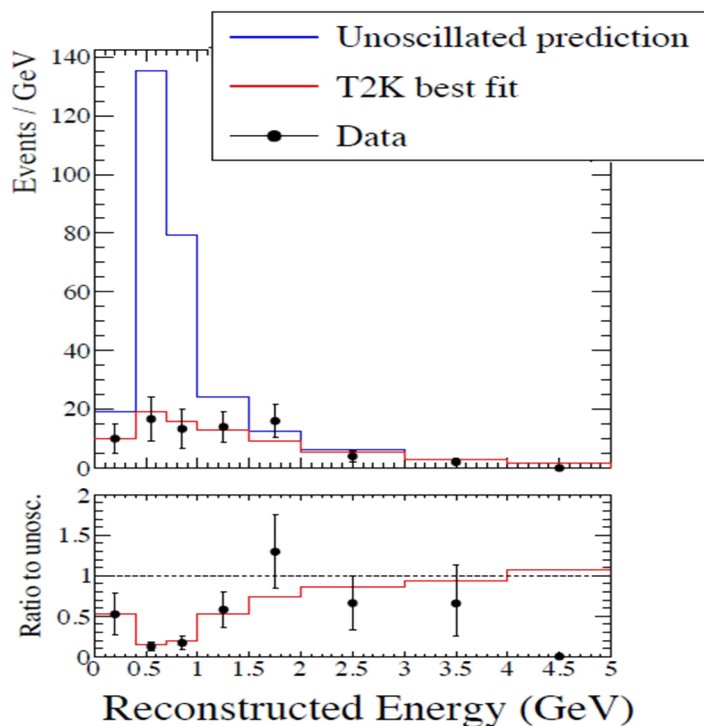 Unoscillated prediction
T2K best fit
Data
Events / GeV
140
120
100
80
60
40
20
0
Ratio to unosc.
2
1.5
1
0.5
0
0 0.5 1 1.5 2 2.5 3 3.5 4 4.5 5
Reconstructed Energy (GeV)